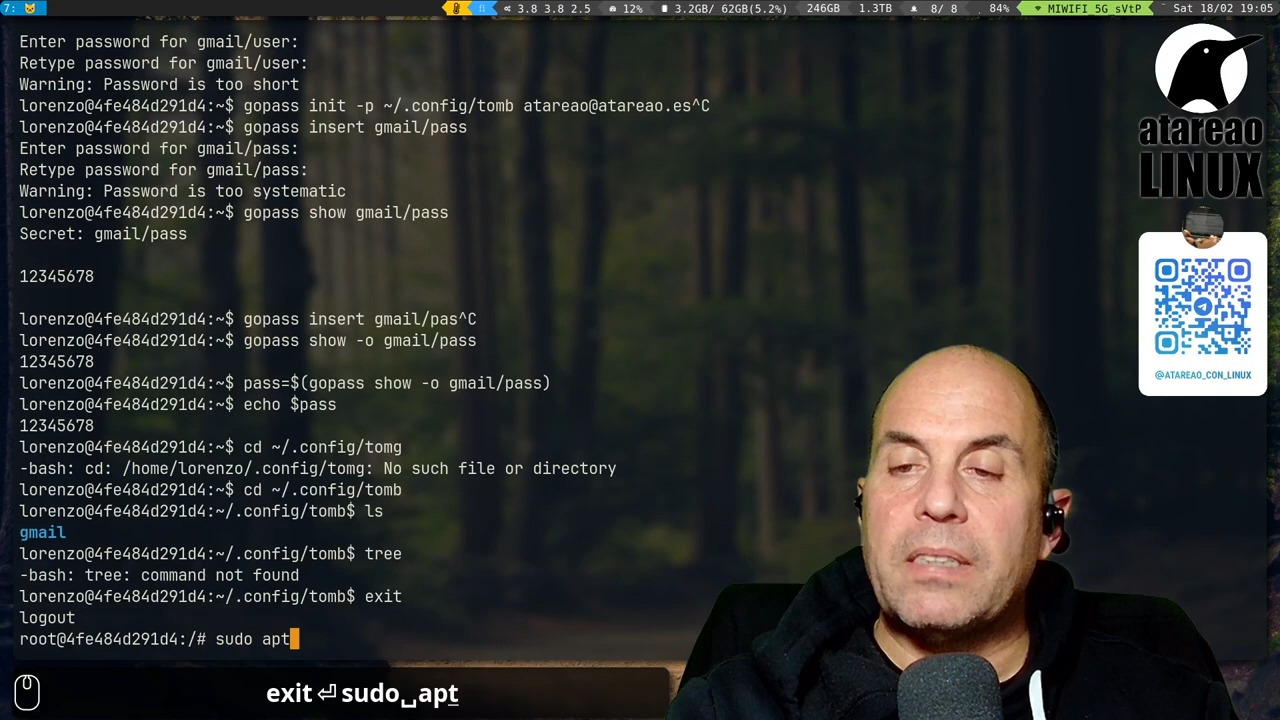 7:
3.8 3.8 2.5 12% 3.2GB/ 62GB(5.2%) 246GB 1.3TB 8/ 8 84% MIWIFI 5G_sVtP Sat 18/02 19:05
Enter password for gmail/user:
Retype password for gmail/user:
Warning: Password is too short
lorenzo@4fe484d291d4:~$ gopass init -p ~/.config/tomb atareao@atareao.es^C
lorenzo@4fe484d291d4:~$ gopass insert gmail/pass
Enter password for gmail/pass:
Retype password for gmail/pass:
Warning: Password is too systematic
lorenzo@4fe484d291d4:~$ gopass show gmail/pass
Secret: gmail/pass
12345678
lorenzo@4fe484d291d4:~$ gopass insert gmail/pas^C
lorenzo@4fe484d291d4:~$ gopass show -o gmail/pass
12345678
lorenzo@4fe484d291d4:~$ pass=$(gopass show -o gmail/pass)
lorenzo@4fe484d291d4:~$ echo $pass
12345678
lorenzo@4fe484d291d4:~$ cd ~/.config/tomg
-bash: cd: /home/lorenzo/.config/tomg: No such file or directory
lorenzo@4fe484d291d4:~$ cd ~/.config/tomb
lorenzo@4fe484d291d4:~/.config/tomb$ ls
gmail
lorenzo@4fe484d291d4:~/.config/tomb$ tree
-bash: tree: command not found
lorenzo@4fe484d291d4:~/.config/tomb$ exit
logout
root@4fe484d291d4:/# sudo apt
exit⏎sudo␣apt
atareao
LINUX
@ATAREAO_CON_LINUX